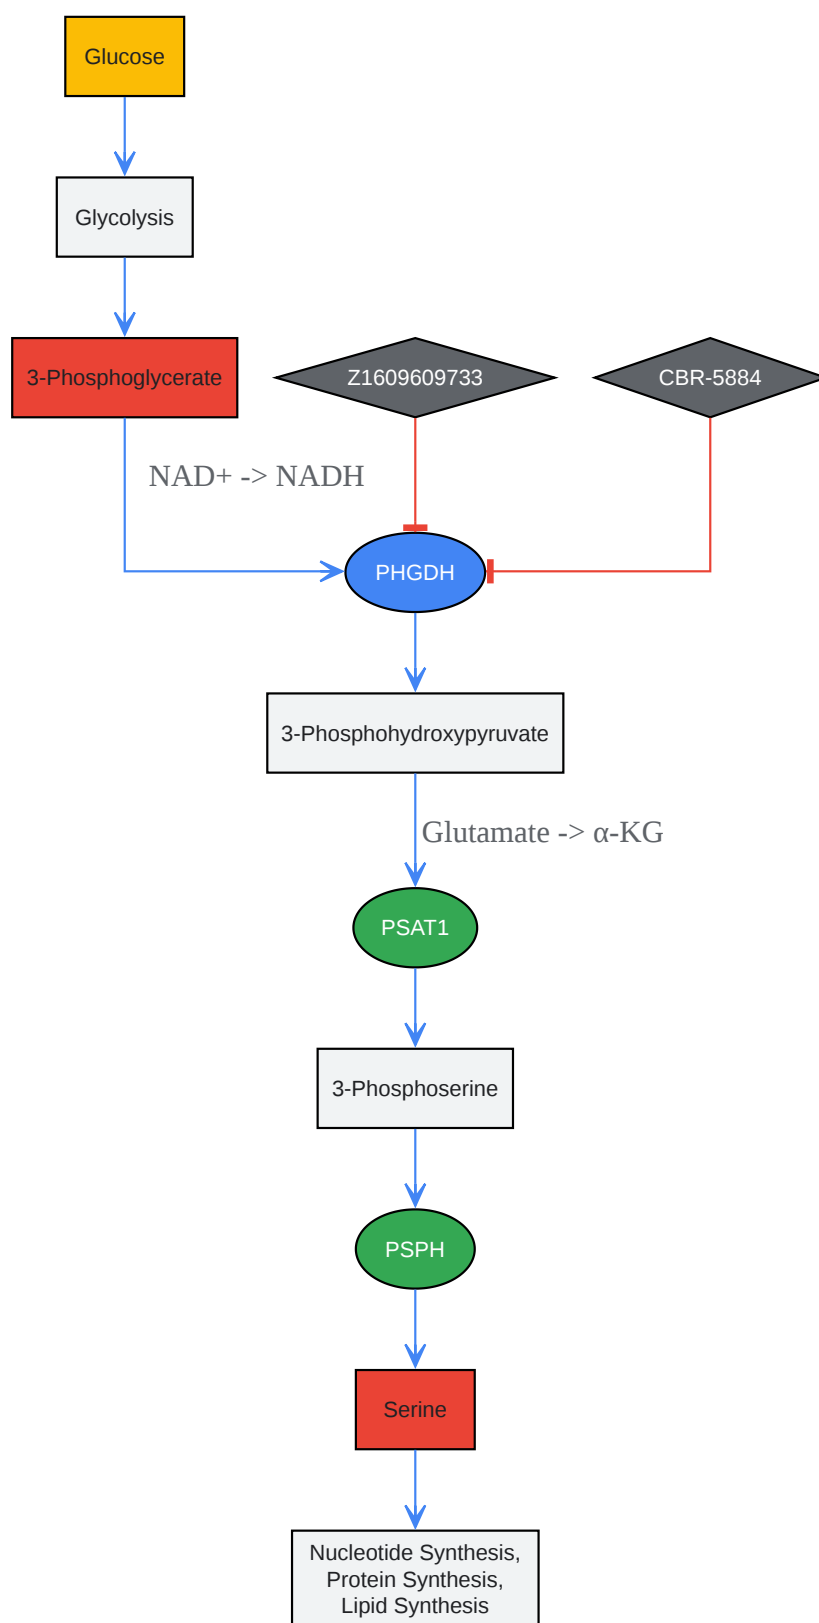 Glucose
Glycolysis
3-Phosphoglycerate
Z1609609733
CBR-5884
NAD+ -> NADH
PHGDH
3-Phosphohydroxypyruvate
Glutamate -> α-KG
PSAT1
3-Phosphoserine
PSPH
Serine
Nucleotide Synthesis,
Protein Synthesis,
Lipid Synthesis